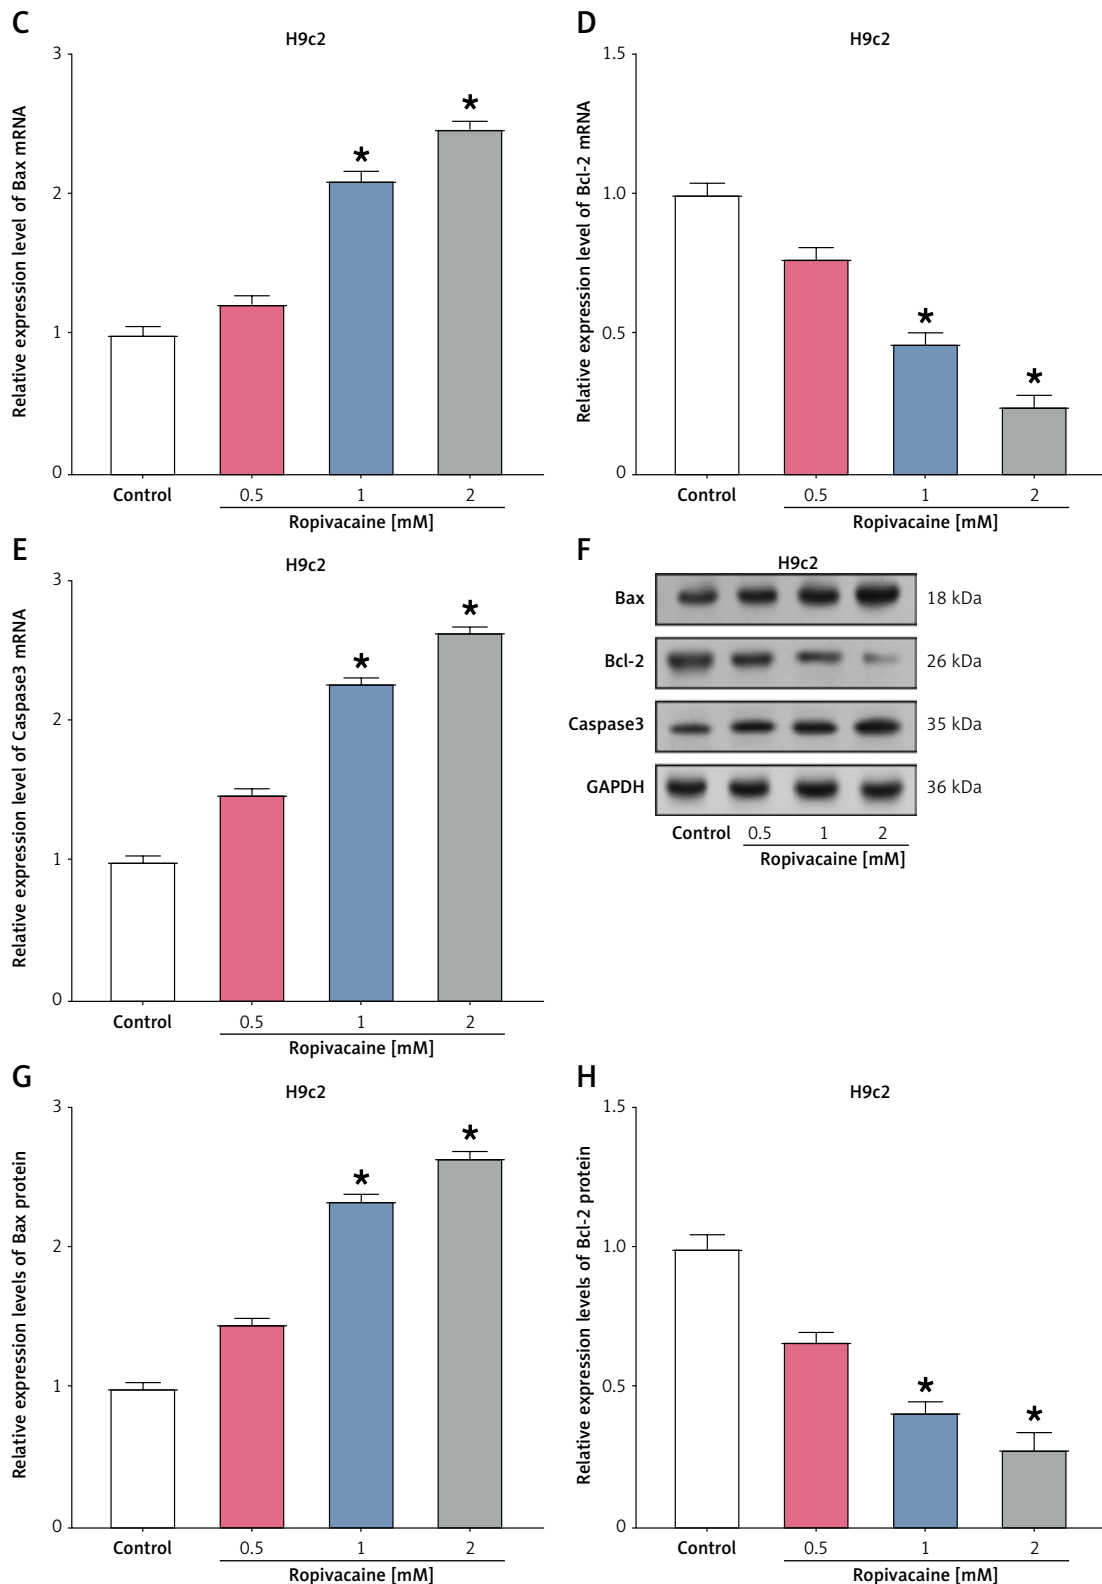 C
H9c2
Relative expression level of Bax mRNA
3
2
1
0
*
*
Control 0.5 1 2
Ropivacaine [mM]
D
H9c2
Relative expression level of Bcl-2 mRNA
1.5
1.0
0.5
0
*
*
Control 0.5 1 2
Ropivacaine [mM]
E
H9c2
Relative expression level of Caspase3 mRNA
3
2
1
0
*
*
Control 0.5 1 2
Ropivacaine [mM]
F
H9c2
Bax 18 kDa
Bcl-2 26 kDa
Caspase3 35 kDa
GAPDH 36 kDa
Control 0.5 1 2
Ropivacaine [mM]
G
H9c2
Relative expression levels of Bax protein
3
2
1
0
*
*
Control 0.5 1 2
Ropivacaine [mM]
H
H9c2
Relative expression levels of Bcl-2 protein
1.5
1.0
0.5
0
*
*
Control 0.5 1 2
Ropivacaine [mM]